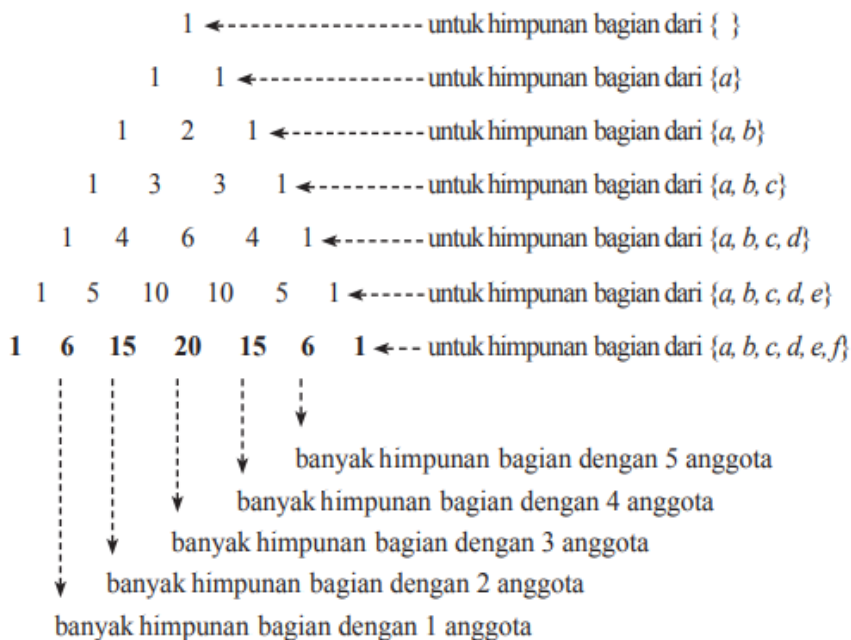 1 untuk himpunan bagian dari { }
1 1 untuk himpunan bagian dari {a}
1 2 1 untuk himpunan bagian dari {a, b}
1 3 3 1 untuk himpunan bagian dari {a, b, c}
1 4 6 4 1 untuk himpunan bagian dari {a, b, c, d}
1 5 10 10 5 1 untuk himpunan bagian dari {a, b, c, d, e}
1 6 15 20 15 6 1 untuk himpunan bagian dari {a, b, c, d, e, f}
banyak himpunan bagian dengan 5 anggota
banyak himpunan bagian dengan 4 anggota
banyak himpunan bagian dengan 3 anggota
banyak himpunan bagian dengan 2 anggota
banyak himpunan bagian dengan 1 anggota